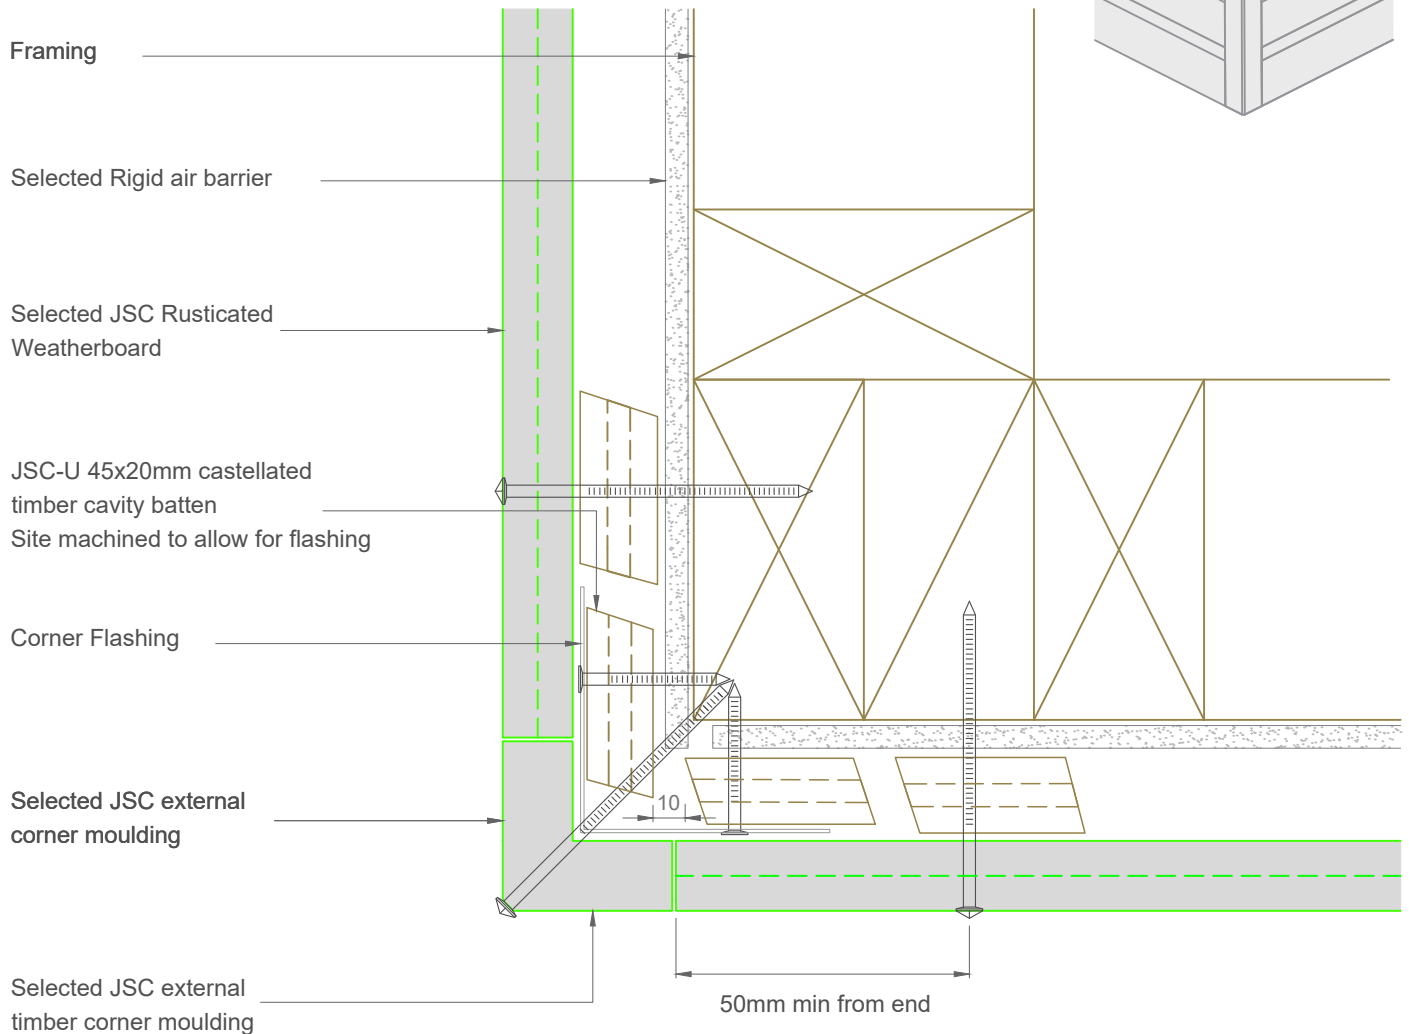 Framing
Selected Rigid air barrier
Selected JSC Rusticated
Weatherboard
JSC-U 45x20mm castellated
timber cavity batten
Site machined to allow for flashing
Corner Flashing
Selected JSC external
corner moulding
10
Selected JSC external
timber corner moulding
50mm min from end